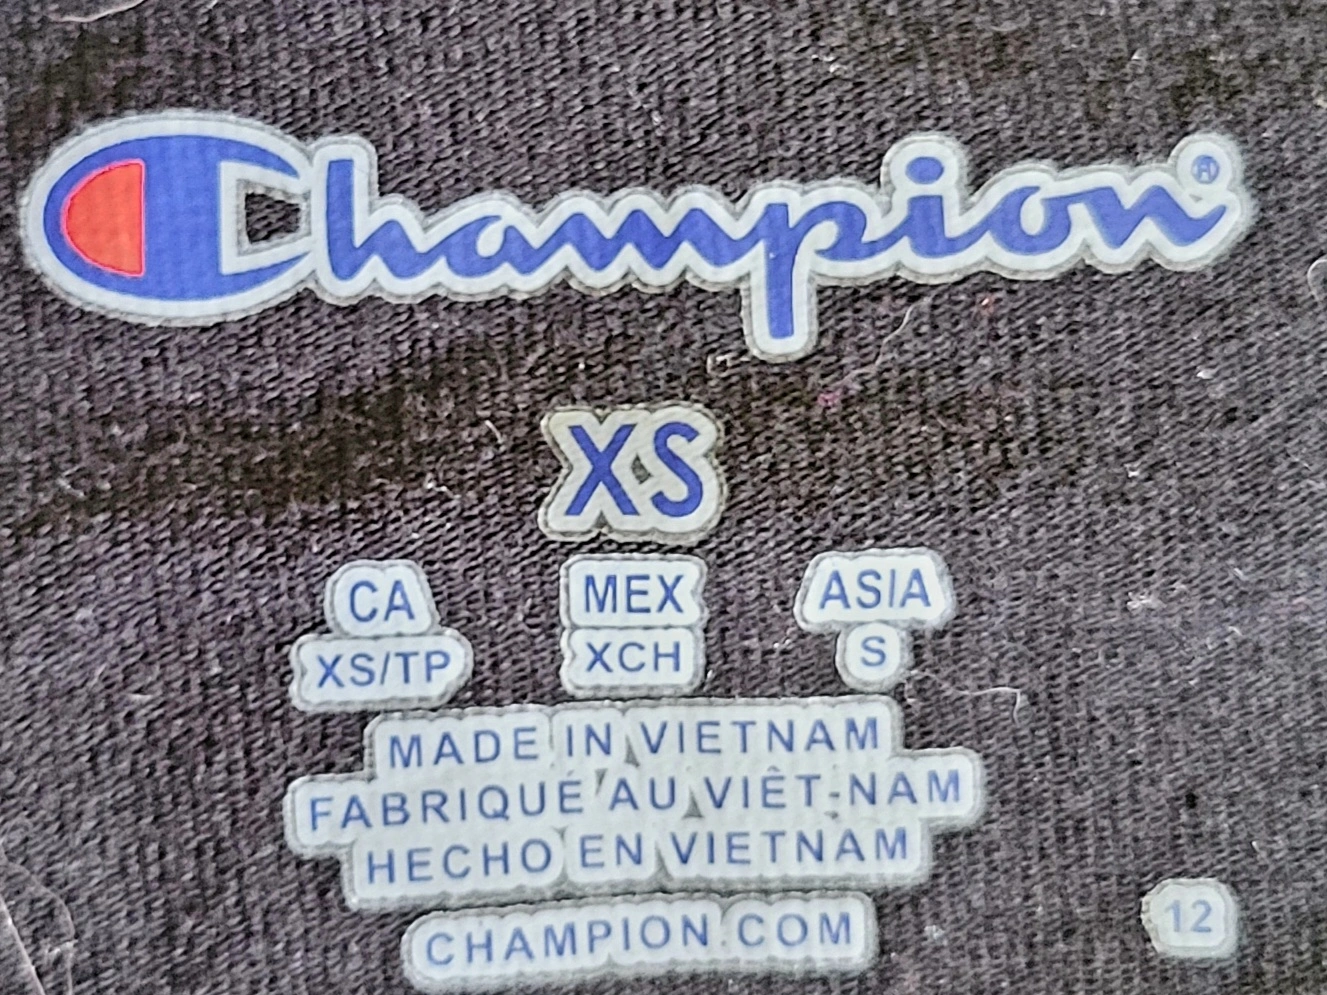 Champion®
XS
CA MEX ASIA
XS/TP XCH S
MADE IN VIETNAM
FABRIQUÉ AU VIÊT-NAM
HECHO EN VIETNAM
CHAMPION.COM
12